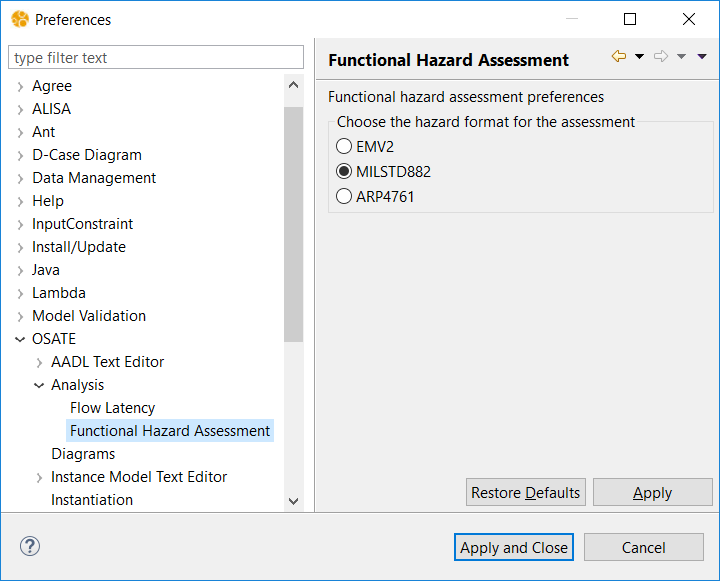 Preferences
type filter text
Agree
ALISA
Ant
D-Case Diagram
Data Management
Help
InputConstraint
Install/Update
Java
Lambda
Model Validation
OSATE
AADL Text Editor
Analysis
Flow Latency
Functional Hazard Assessment
Diagrams
Instance Model Text Editor
Instantiation
Functional Hazard Assessment
Functional hazard assessment preferences
Choose the hazard format for the assessment
EMV2
MILSTD882
ARP4761
Restore Defaults
Apply
?
Apply and Close
Cancel